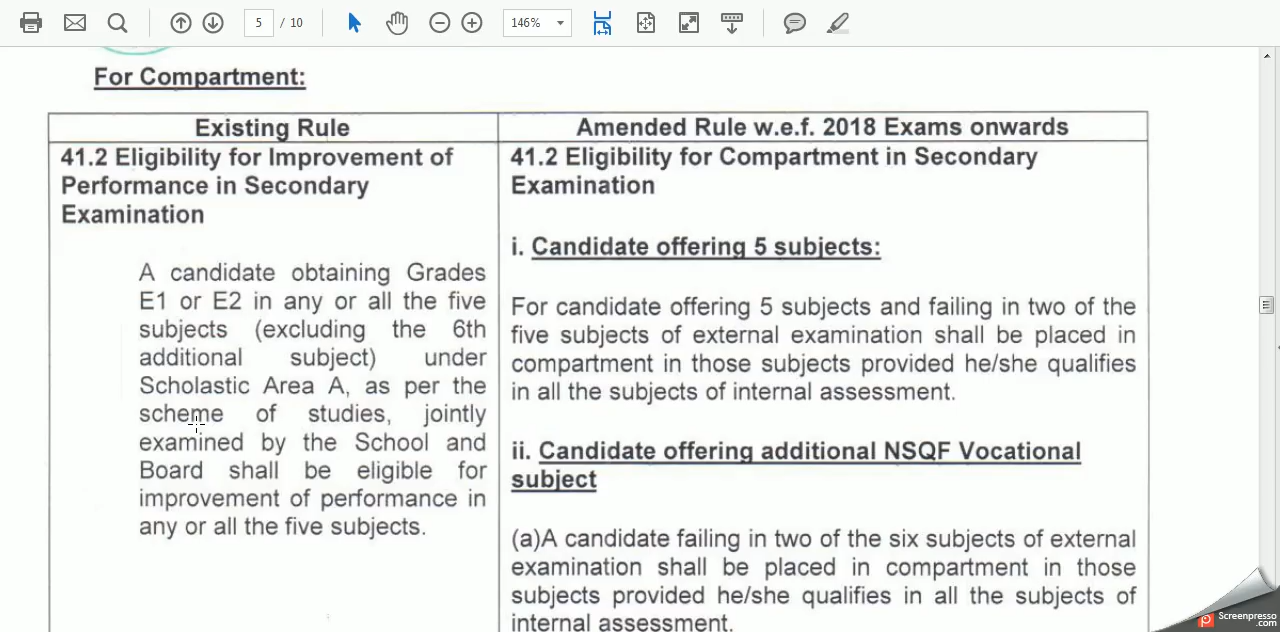 5 / 10
146%
For Compartment:
Existing Rule
Amended Rule w.e.f. 2018 Exams onwards
41.2 Eligibility for Improvement of
Performance in Secondary
Examination
A candidate obtaining Grades
E1 or E2 in any or all the five
subjects (excluding the 6th
additional subject) under
Scholastic Area A, as per the
scheme of studies, jointly
examined by the School and
Board shall be eligible for
improvement of performance in
any or all the five subjects.
41.2 Eligibility for Compartment in Secondary
Examination
i. Candidate offering 5 subjects:
For candidate offering 5 subjects and failing in two of the
five subjects of external examination shall be placed in
compartment in those subjects provided he/she qualifies
in all the subjects of internal assessment.
ii. Candidate offering additional NSQF Vocational
subject
(a)A candidate failing in two of the six subjects of external
examination shall be placed in compartment in those
subjects provided he/she qualifies in all the subjects of
internal assessment.
Screenpresso
.com